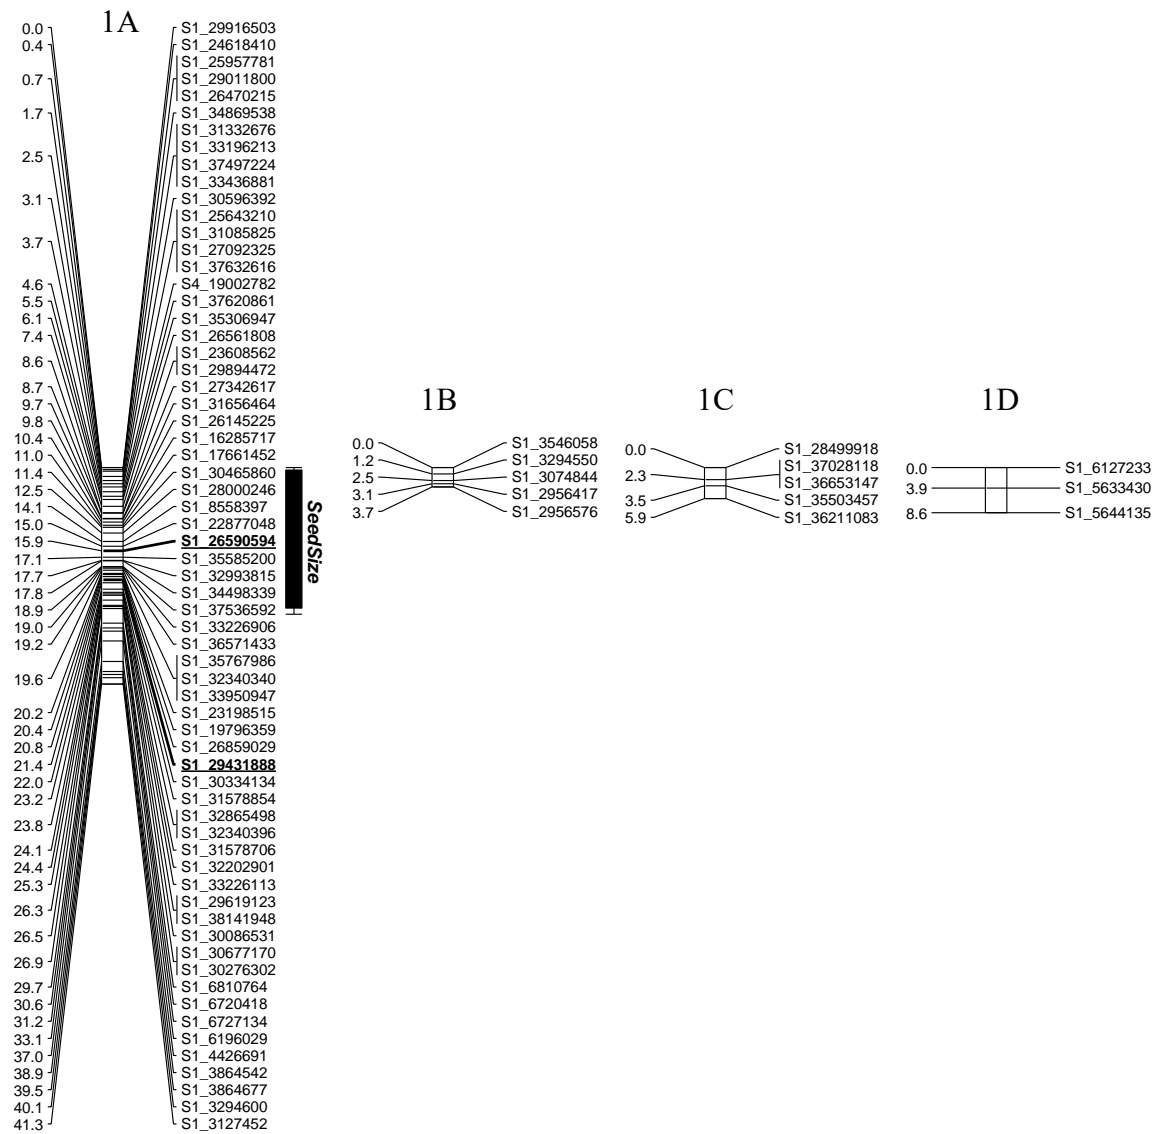 1A
0.0 S1_29916503
0.4 S1_24618410
S1_25957781
0.7 S1_29011800
S1_26470215
1.7 S1_34869538
S1_31332676
S1_33196213
2.5 S1_37497224
S1_33436881
3.1 S1_30596392
S1_25643210
S1_31085825
3.7 S1_27092325
S1_37632616
4.6 S4_19002782
5.5 S1_37620861
6.1 S1_35306947
7.4 S1_26561808
S1_23608562
8.6 S1_29894472
8.7 S1_27342617
9.7 S1_31656464
9.8 S1_26145225
10.4 S1_16285717
11.0 S1_17661452
11.4 S1_30465860
12.5 S1_28000246
14.1 S1_8558397
15.0 S1_22877048
15.9 S1_26590594
17.1 S1_35585200
17.7 S1_32993815
17.8 S1_34498339
18.9 S1_37536592
19.0 S1_33226906
19.2 S1_36571433
S1_35767986
19.6 S1_32340340
S1_33950947
20.2 S1_23198515
20.4 S1_19796359
20.8 S1_26859029
21.4 S1_29431888
22.0 S1_30334134
23.2 S1_31578854
S1_32865498
23.8 S1_32340396
24.1 S1_31578706
24.4 S1_32202901
25.3 S1_33226113
S1_29619123
26.3 S1_38141948
26.5 S1_30086531
S1_30677170
26.9 S1_30276302
29.7 S1_6810764
30.6 S1_6720418
31.2 S1_6727134
33.1 S1_6196029
37.0 S1_4426691
38.9 S1_3864542
39.5 S1_3864677
40.1 S1_3294600
41.3 S1_3127452
SeedSize
1B
0.0 S1_3546058
1.2 S1_3294550
2.5 S1_3074844
3.1 S1_2956417
3.7 S1_2956576
1C
0.0 S1_28499918
S1_37028118
2.3 S1_36653147
3.5 S1_35503457
5.9 S1_36211083
1D
0.0 S1_6127233
3.9 S1_5633430
8.6 S1_5644135